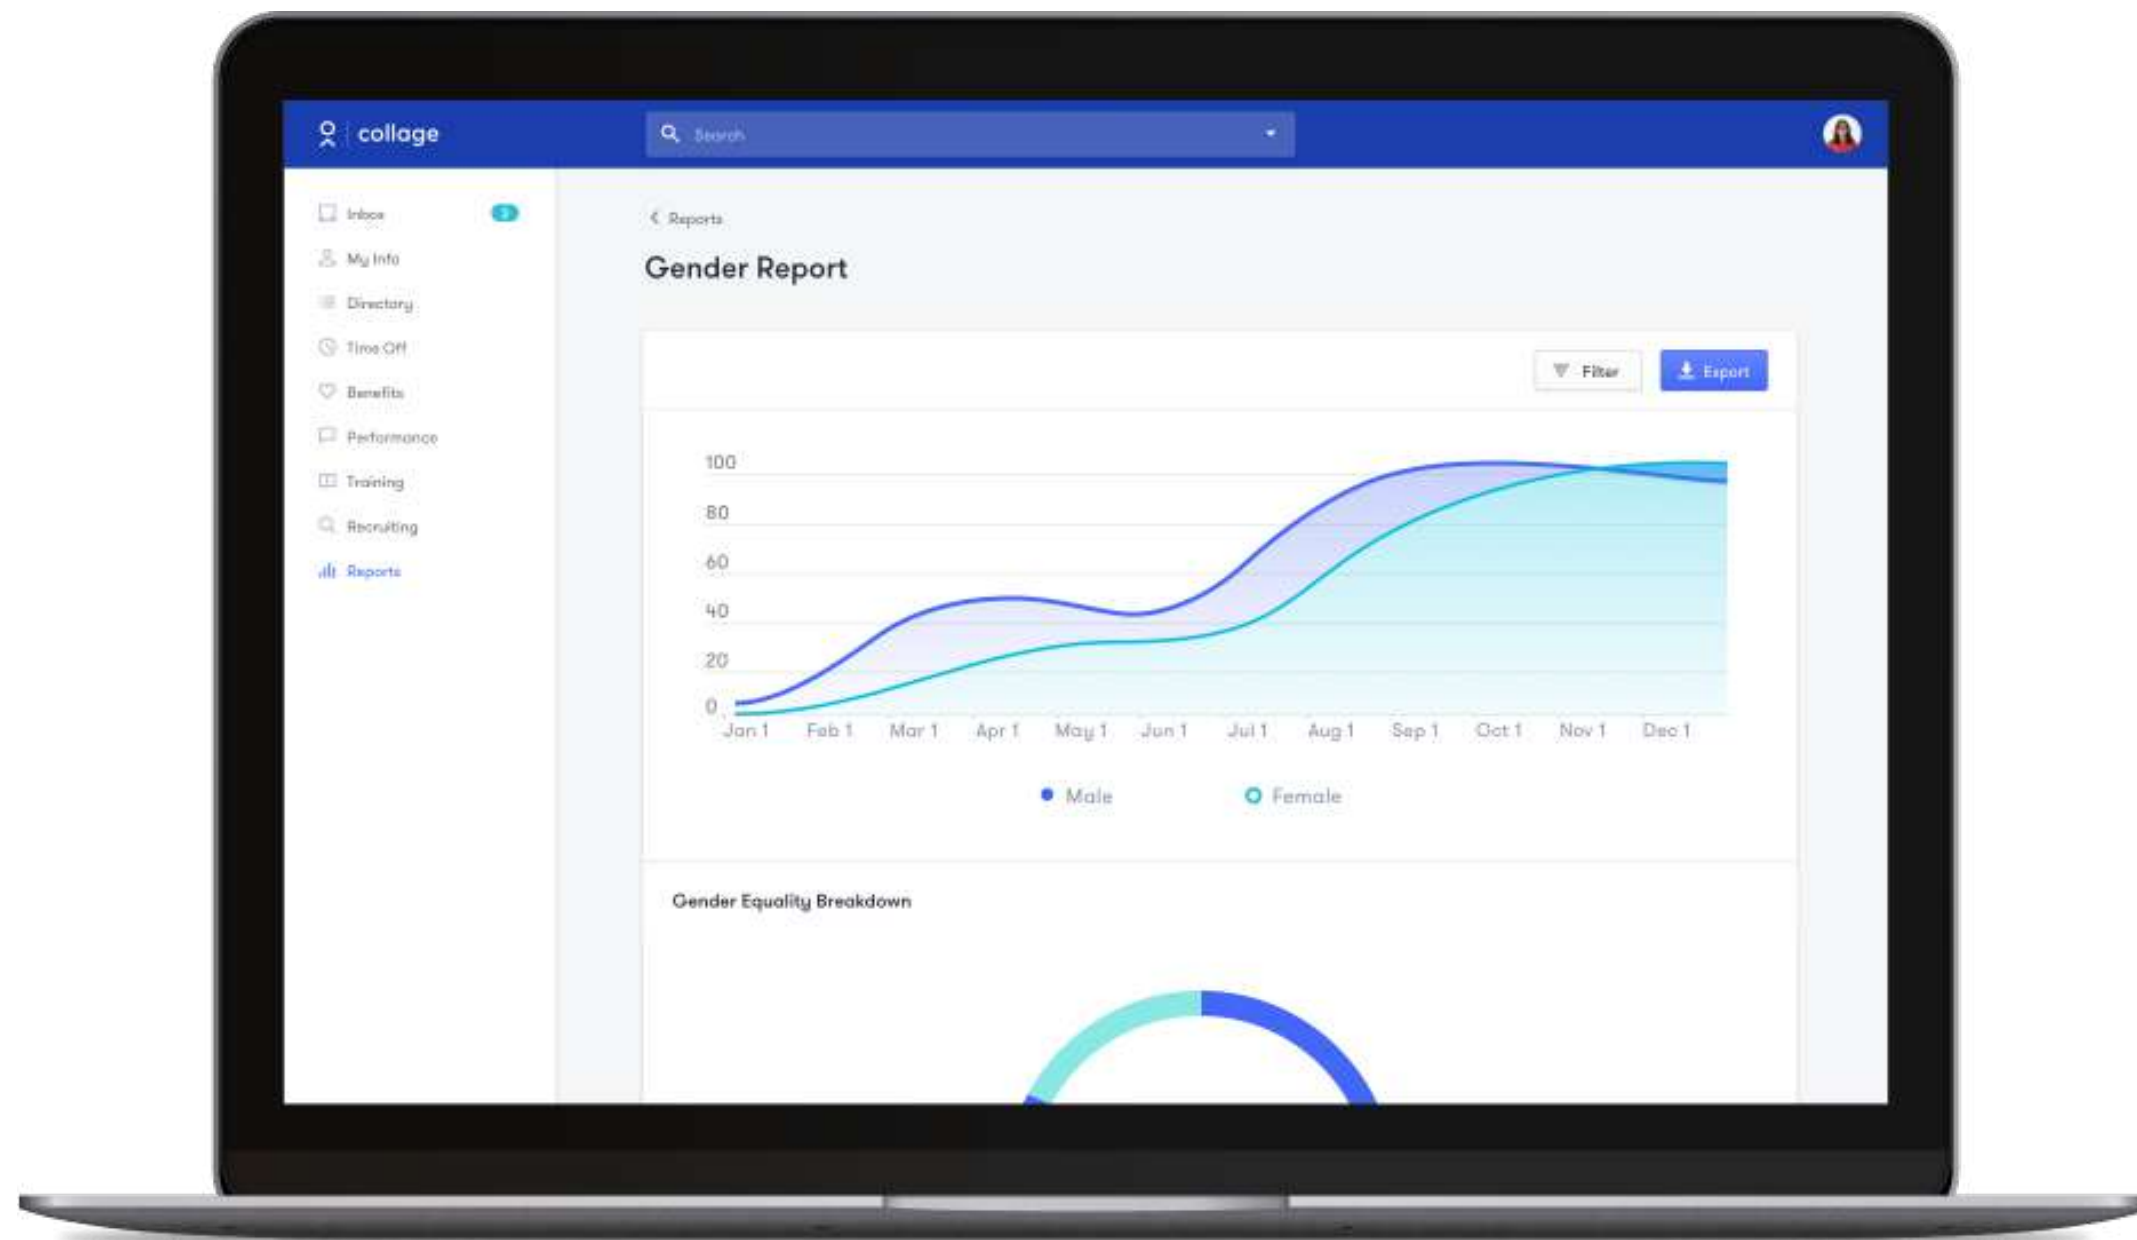 collage
Search
Inbox
My Info
Directory
Time Off
Benefits
Performance
Training
Recruiting
Reports
Reports
Gender Report
Filter
Export
100
80
60
40
20
0
Jan 1 Feb 1 Mar 1 Apr 1 May 1 Jun 1 Jul 1 Aug 1 Sep 1 Oct 1 Nov 1 Dec 1
Male Female
Gender Equality Breakdown